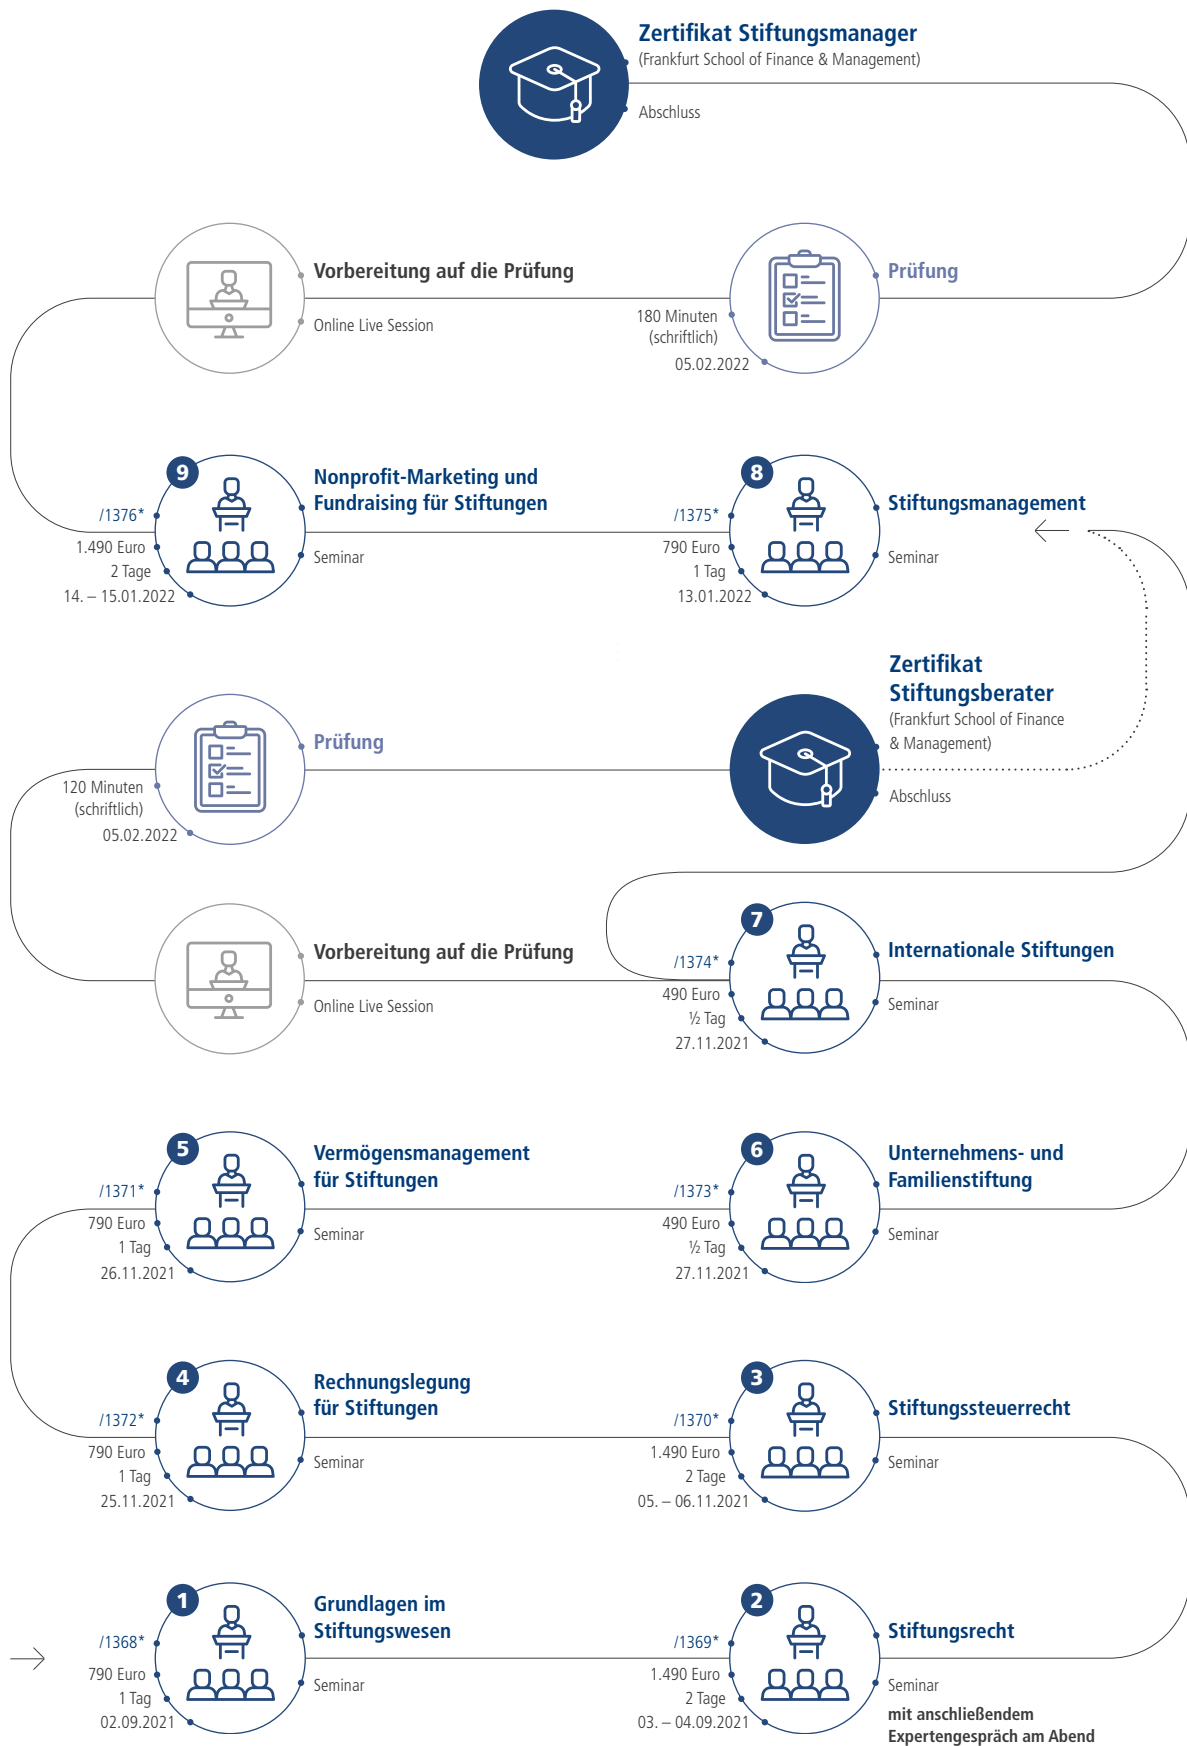 Zertifikat Stiftungsmanager
(Frankfurt School of Finance & Management)
Abschluss
Vorbereitung auf die Prüfung
Online Live Session
Prüfung
180 Minuten
(schriftlich)
05.02.2022
9
Nonprofit-Marketing und
Fundraising für Stiftungen
/1376*
1.490 Euro
2 Tage
14. – 15.01.2022
Seminar
8
Stiftungsmanagement
/1375*
790 Euro
1 Tag
13.01.2022
Seminar
Prüfung
120 Minuten
(schriftlich)
05.02.2022
Zertifikat
Stiftungsberater
(Frankfurt School of Finance
& Management)
Abschluss
Vorbereitung auf die Prüfung
Online Live Session
7
Internationale Stiftungen
/1374*
490 Euro
½ Tag
27.11.2021
Seminar
5
Vermögensmanagement
für Stiftungen
/1371*
790 Euro
1 Tag
26.11.2021
Seminar
6
Unternehmens- und
Familienstiftung
/1373*
490 Euro
½ Tag
27.11.2021
Seminar
4
Rechnungslegung
für Stiftungen
/1372*
790 Euro
1 Tag
25.11.2021
Seminar
3
Stiftungssteuerrecht
/1370*
1.490 Euro
2 Tage
05. – 06.11.2021
Seminar
1
Grundlagen im
Stiftungswesen
/1368*
790 Euro
1 Tag
02.09.2021
Seminar
2
Stiftungsrecht
/1369*
1.490 Euro
2 Tage
03. – 04.09.2021
Seminar
mit anschließendem
Expertengespräch am Abend